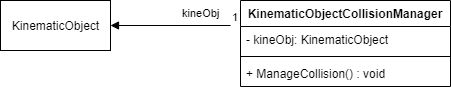 kineObj
1
KinematicObjectCollisionManager
KinematicObject
- kineObj: KinematicObject
+ ManageCollision() : void